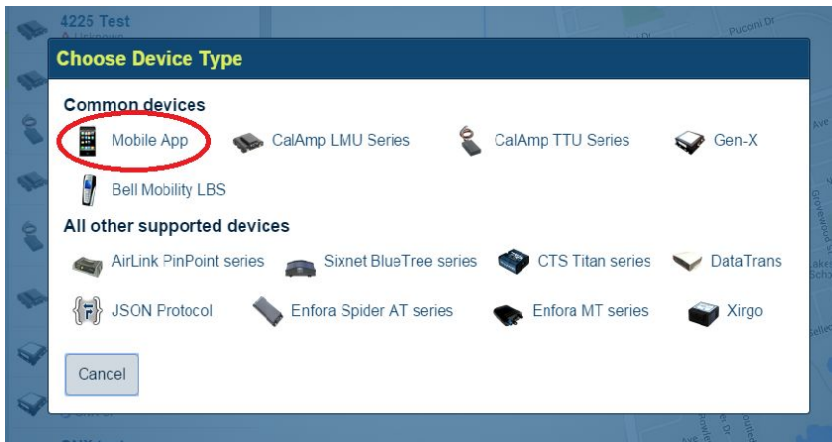 4225 Test
Puconi Dr
Choose Device Type
Common devices
Mobile App CalAmp LMU Series CalAmp TTU Series Gen-X
Bell Mobility LBS
All other supported devices
AirLink PinPoint series Sixnet BlueTree series CTS Titan series DataTrans
JSON Protocol Enfora Spider AT series Enfora MT series Xirgo
Cancel